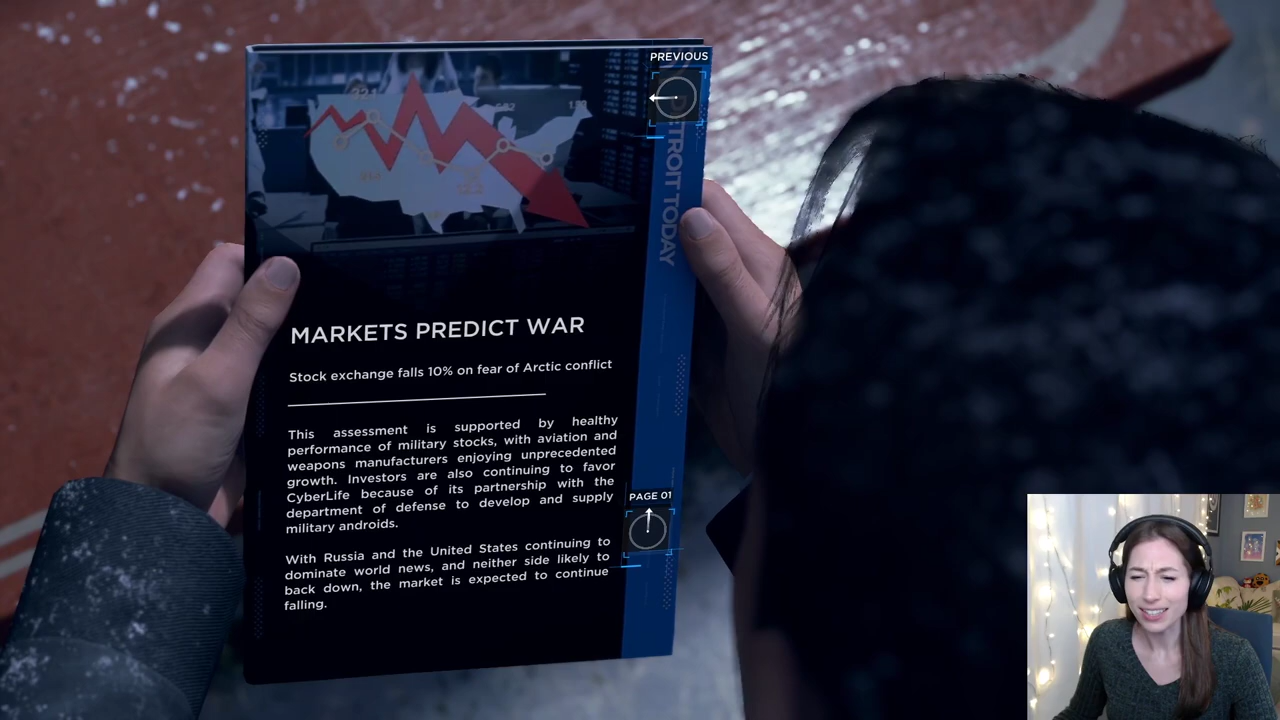 PREVIOUS
DETROIT TODAY
MARKETS PREDICT WAR
Stock exchange falls 10% on fear of Arctic conflict
This assessment is supported by healthy
performance of military stocks, with aviation and
weapons manufacturers enjoying unprecedented
growth. Investors are also continuing to favor
CyberLife because of its partnership with the
department of defense to develop and supply
military androids.
PAGE 01
With Russia and the United States continuing to
dominate world news, and neither side likely to
back down, the market is expected to continue
falling.